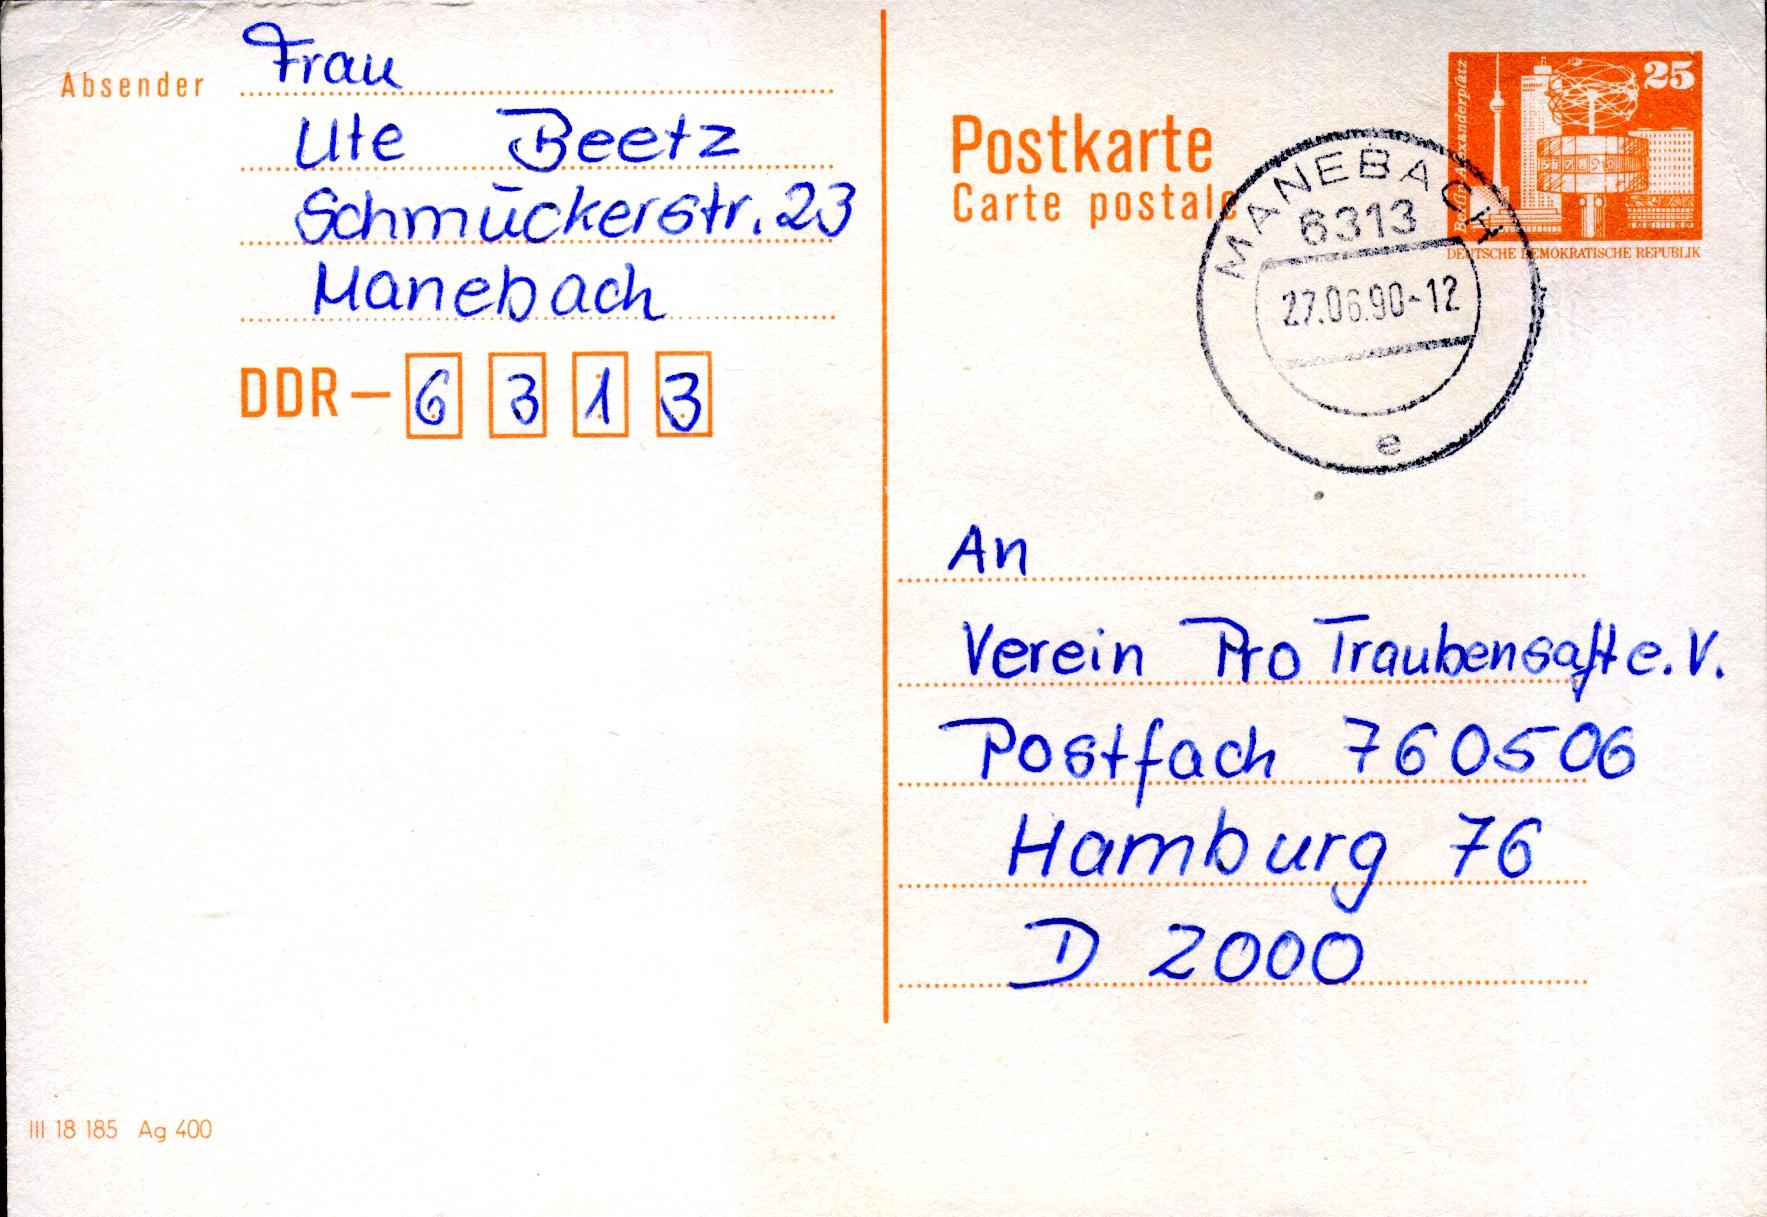 Absender
Frau
Ute Beetz
Schmückerstr. 23
Manebach
DDR – 6 3 1 3
III 18 185 Ag 400
Postkarte
Carte postale
25
Berlin-Alexanderplatz
DEUTSCHE DEMOKRATISCHE REPUBLIK
MANEBACH
6313
27.06.90-12
e
An
Verein Pro Traubensaft e. V.
Postfach 760506
Hamburg 76
D 2000